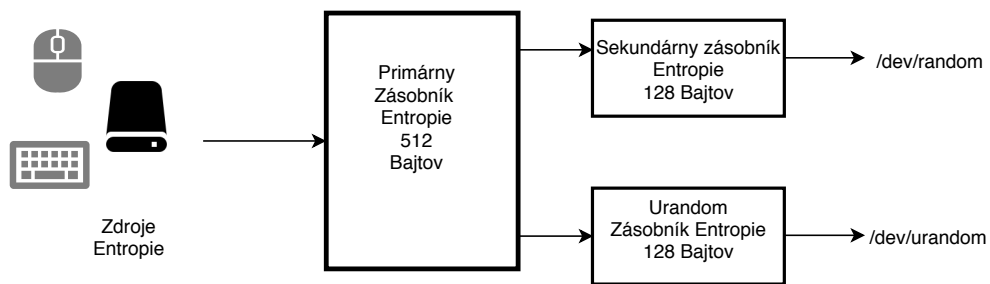 Zdroje
Entropie
Primárny
Zásobník
Entropie
512
Bajtov
Sekundárny zásobník
Entropie
128 Bajtov
/dev/random
Urandom
Zásobník Entropie
128 Bajtov
/dev/urandom